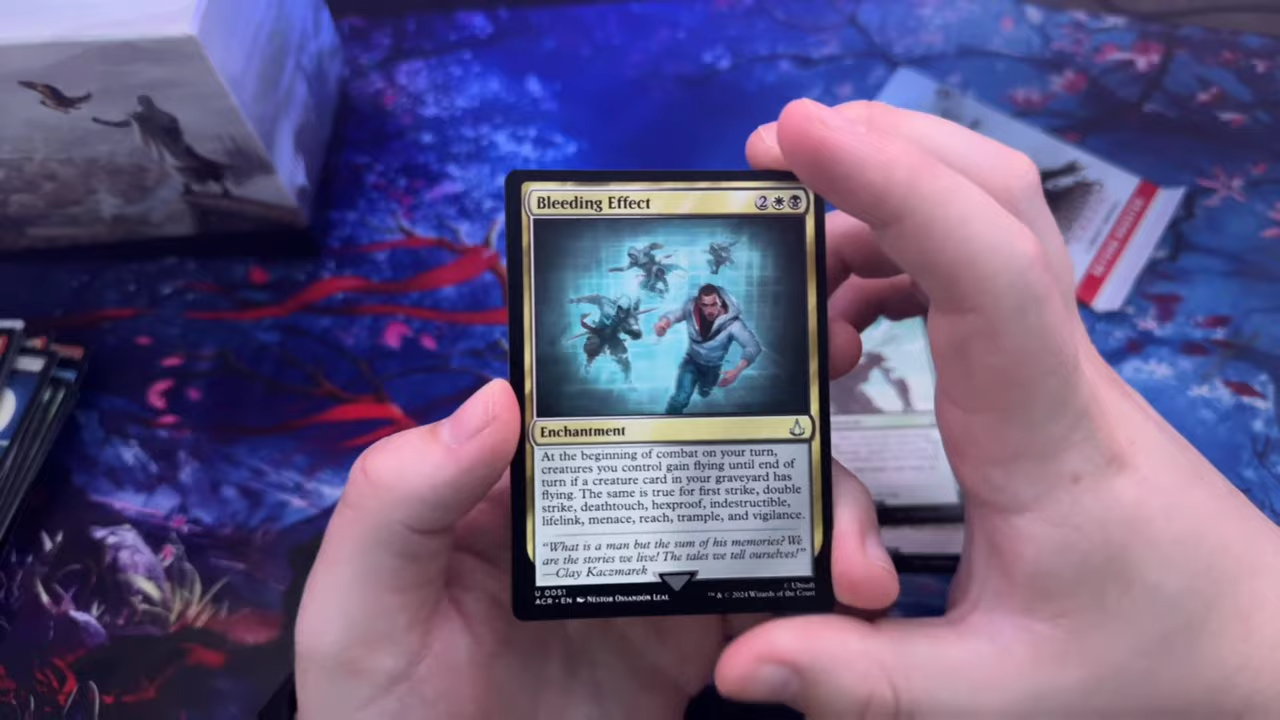 Bleeding Effect 2
Enchantment
At the beginning of combat on your turn,
creatures you control gain flying until end of
turn if a creature card in your graveyard has
flying. The same is true for first strike, double
strike, deathtouch, hexproof, indestructible,
lifelink, menace, reach, trample, and vigilance.
"What is a man but the sum of his memories? We
are the stories we live! The tales we tell ourselves!"
—Clay Kaczmarek
U 0051
ACR • EN Néstor Ossandón Leal
© Ubisoft
™ & © 2024 Wizards of the Coast